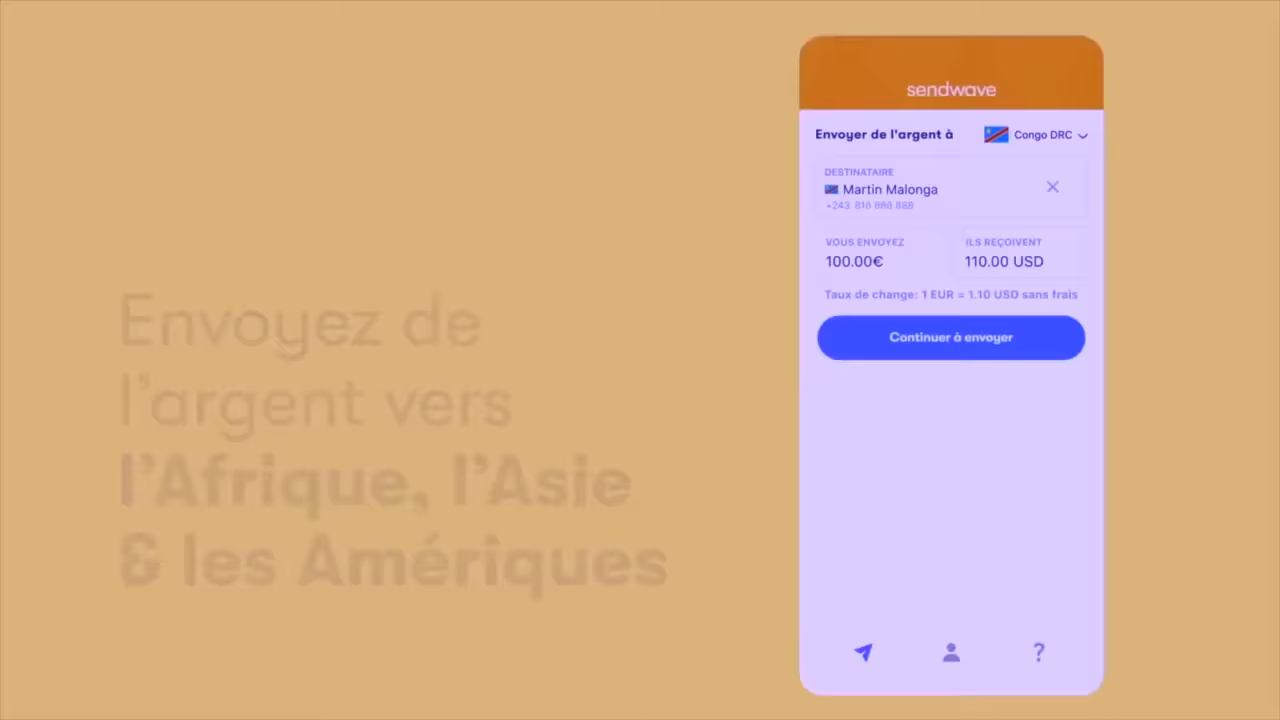 Envoyez de
l'argent vers
l'Afrique, l'Asie
& les Amériques
sendwave
Envoyer de l'argent à
Congo DRC
DESTINATAIRE
Martin Malonga
+243 818 888 888
VOUS ENVOYEZ
ILS REÇOIVENT
100.00€
110.00 USD
Taux de change: 1 EUR = 1.10 USD sans frais
Continuer à envoyer
?